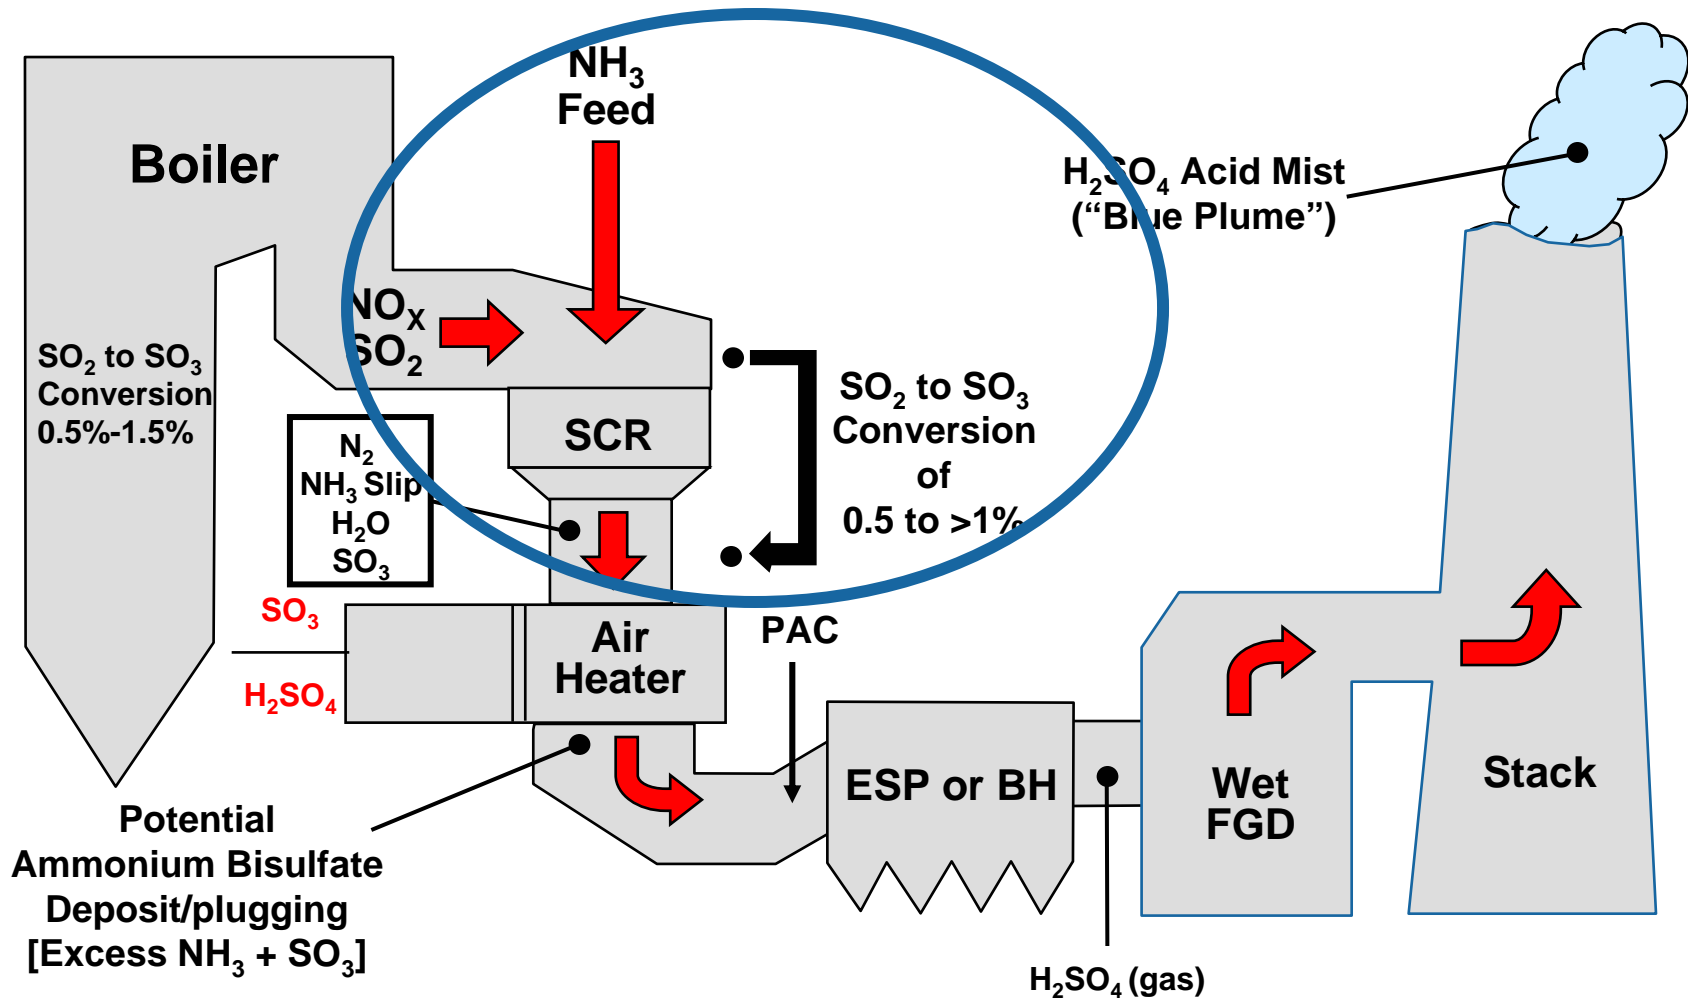 NH₃
Feed
Boiler
H₂SO₄ Acid Mist
(“Blue Plume”)
NOX
SO₂
SO₂ to SO₃
Conversion
0.5%-1.5%
SO₂ to SO₃
Conversion
of
0.5 to >1%
SCR
N₂
NH₃ Slip
H₂O
SO₃
SO₃
H₂SO₄
Air
Heater
PAC
ESP or BH
Wet
FGD
Stack
Potential
Ammonium Bisulfate
Deposit/plugging
[Excess NH₃ + SO₃]
H₂SO₄ (gas)